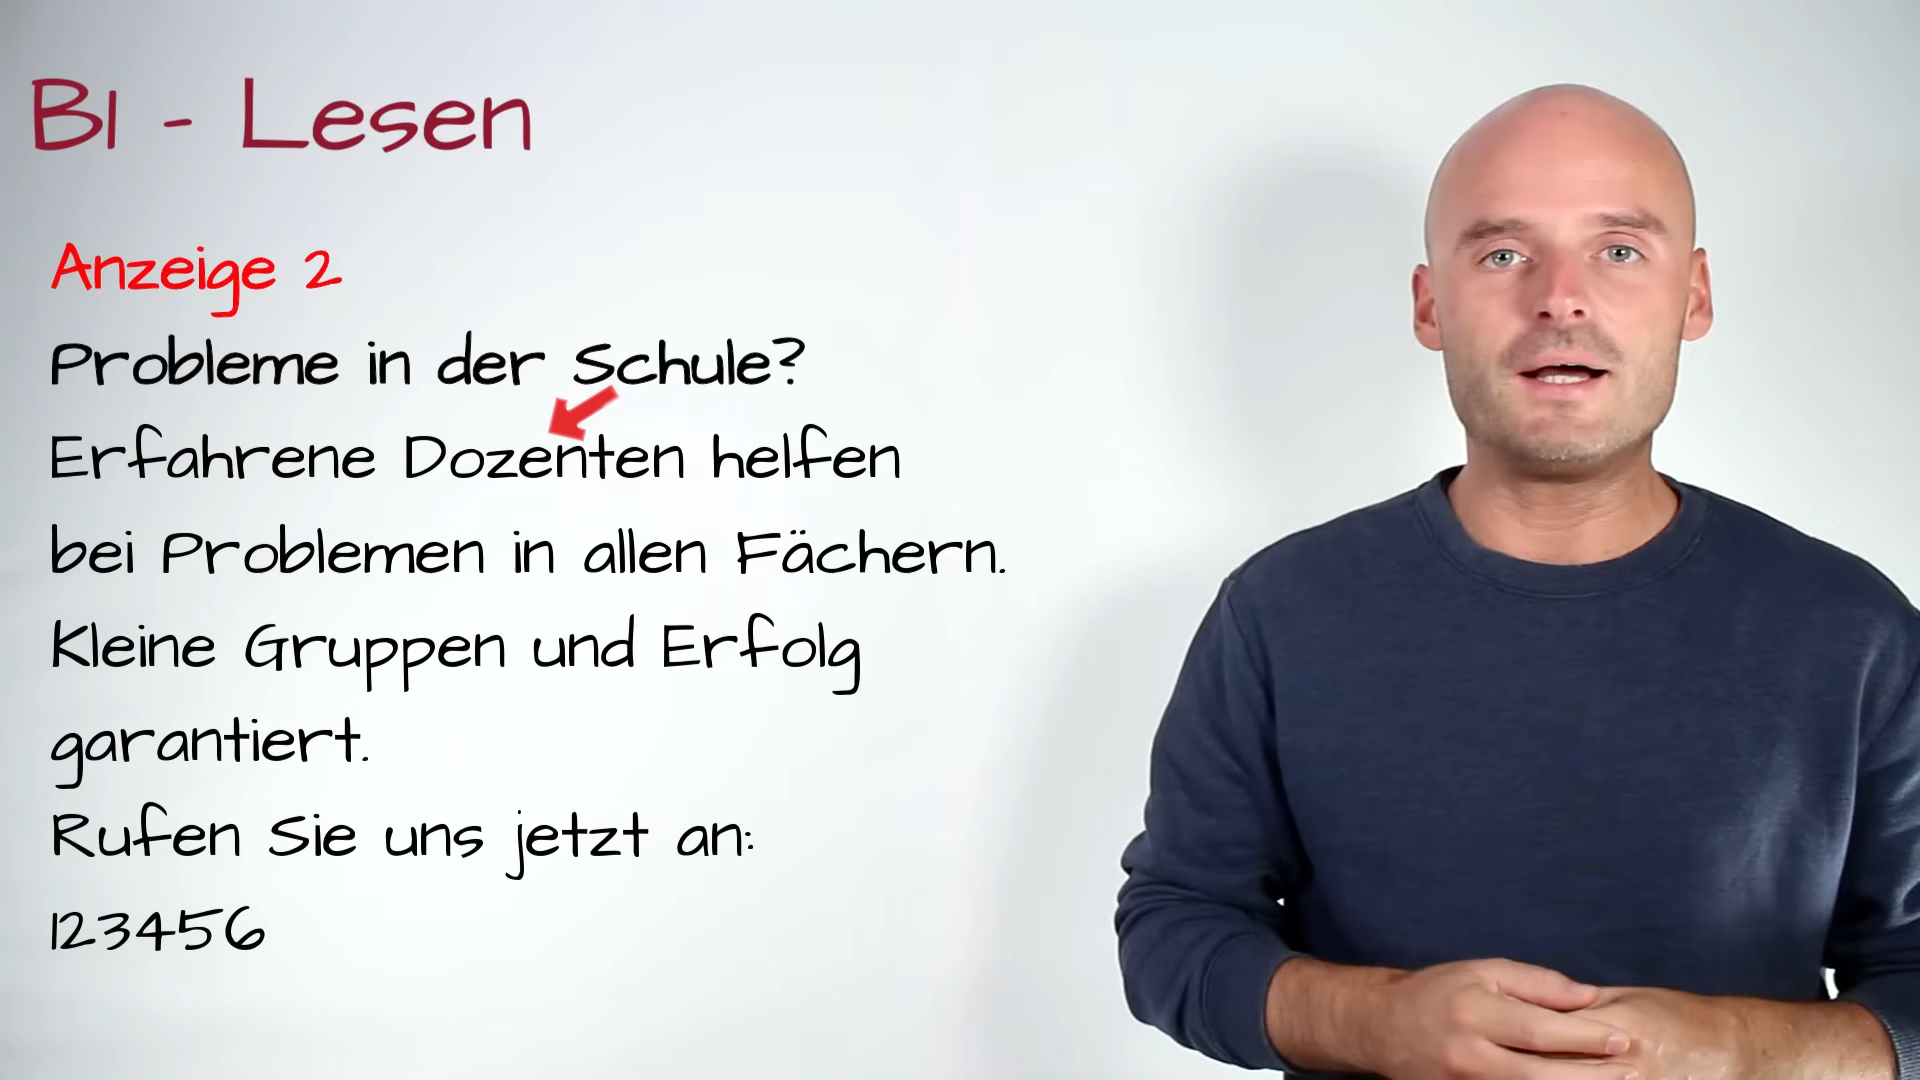 B1 - Lesen
Anzeige 2
Probleme in der Schule?
Erfahrene Dozenten helfen
bei Problemen in allen Fächern.
Kleine Gruppen und Erfolg
garantiert.
Rufen Sie uns jetzt an:
123456